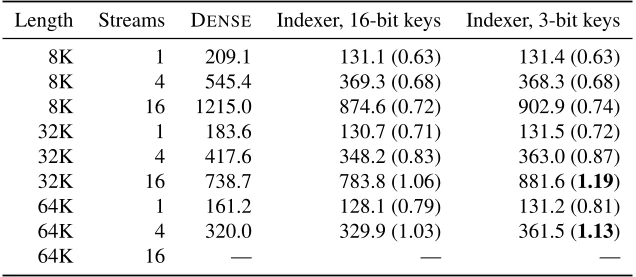 Length Streams DENSE Indexer, 16-bit keys Indexer, 3-bit keys
8K 1 209.1 131.1 (0.63) 131.4 (0.63)
8K 4 545.4 369.3 (0.68) 368.3 (0.68)
8K 16 1215.0 874.6 (0.72) 902.9 (0.74)
32K 1 183.6 130.7 (0.71) 131.5 (0.72)
32K 4 417.6 348.2 (0.83) 363.0 (0.87)
32K 16 738.7 783.8 (1.06) 881.6 (1.19)
64K 1 161.2 128.1 (0.79) 131.2 (0.81)
64K 4 320.0 329.9 (1.03) 361.5 (1.13)
64K 16 — — —